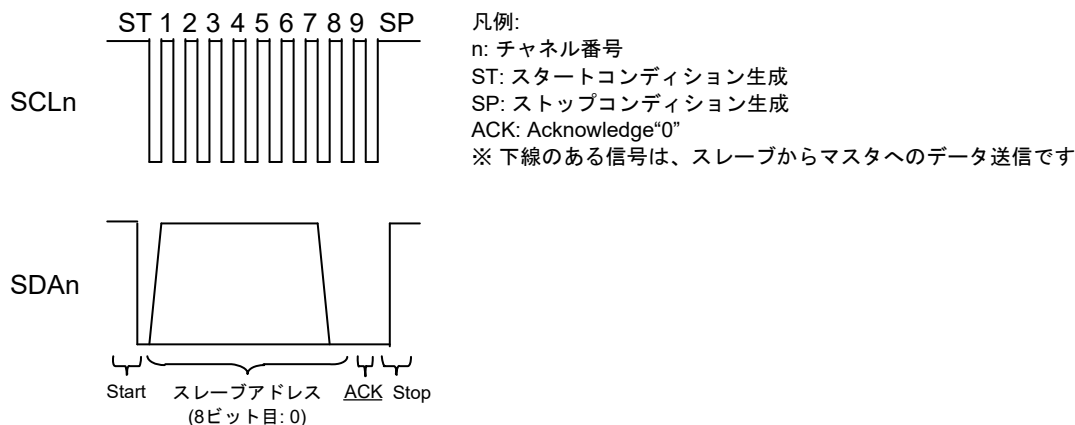 ST 1 2 3 4 5 6 7 8 9 SP
SCLn
凡例:
n: チャネル番号
ST: スタートコンディション生成
SP: ストップコンディション生成
ACK: Acknowledge“0”
※ 下線のある信号は、スレーブからマスタへのデータ送信です
SDAn
Start スレーブアドレス ACK Stop
(8ビット目: 0)